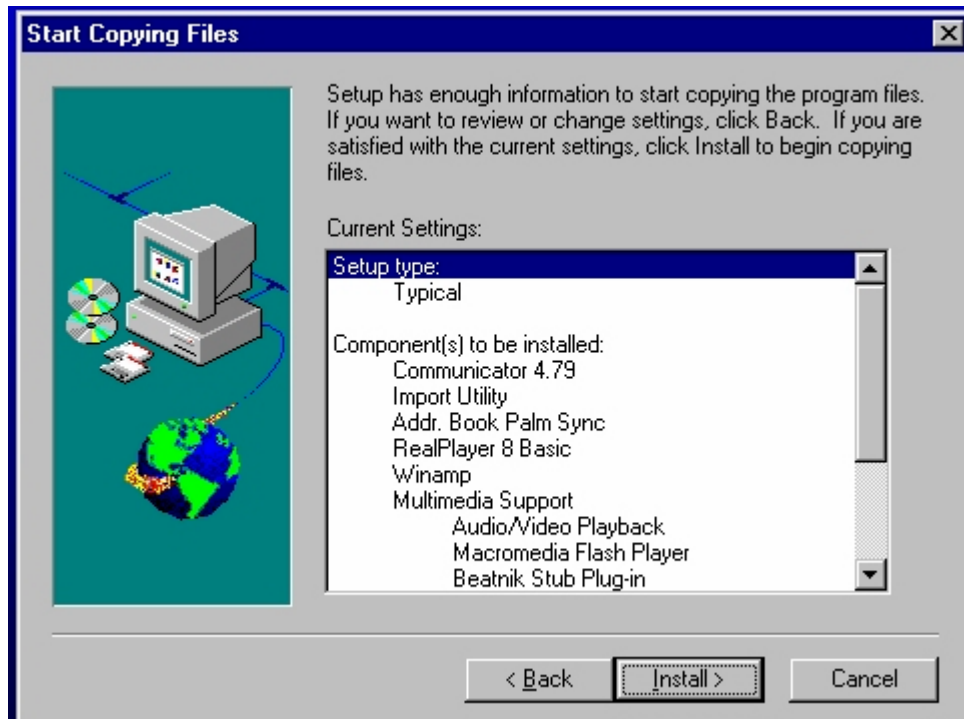 Start Copying Files
Setup has enough information to start copying the program files.
If you want to review or change settings, click Back.  If you are
satisfied with the current settings, click Install to begin copying
files.
Current Settings:
Setup type:
Typical
Component(s) to be installed:
Communicator 4.79
Import Utility
Addr. Book Palm Sync
RealPlayer 8 Basic
Winamp
Multimedia Support
Audio/Video Playback
Macromedia Flash Player
Beatnik Stub Plug-in
< Back
Install >
Cancel